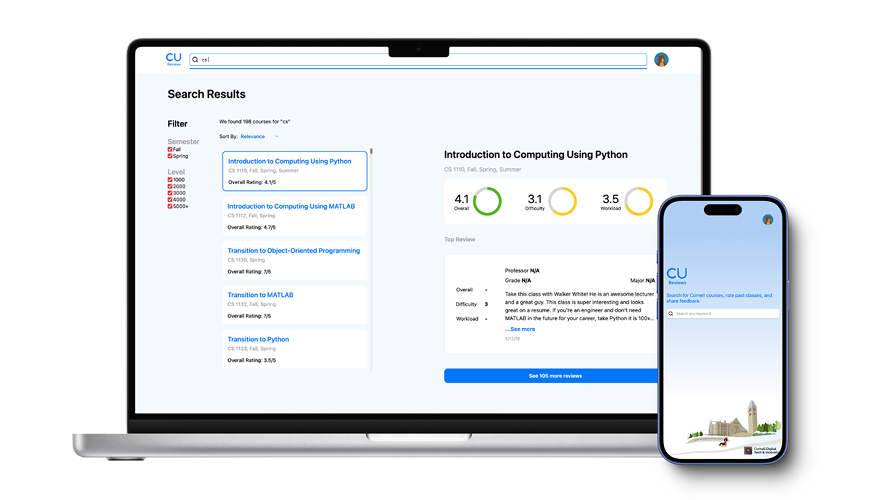 CU
Reviews
cs
Search Results
Filter
Semester
Fall
Spring
Level
1000
2000
3000
4000
5000+
We found 198 courses for "cs"
Sort By: Relevance
Introduction to Computing Using Python
CS 1110, Fall, Spring, Summer
Overall Rating: 4.1/5
Introduction to Computing Using MATLAB
CS 1112, Fall, Spring
Overall Rating: 4.7/5
Transition to Object-Oriented Programming
CS 1130, Spring
Overall Rating: ?/5
Transition to MATLAB
CS 1132, Fall, Spring
Overall Rating: ?/5
Transition to Python
CS 1133, Fall, Spring
Overall Rating: 3.5/5
Introduction to Computing Using Python
CS 1110, Fall, Spring, Summer
4.1
Overall
3.1
Difficulty
3.5
Workload
Top Review
Overall -
Difficulty 3
Workload -
Professor N/A
Grade N/A Major N/A
Take this class with Walker White! He is an awesome lecturer
and a great guy. This class is super interesting and looks
great on a resume. If you're an engineer and don't need
MATLAB in the future for your career, take Python it is 100x...
...See more
5/12/18
See 105 more reviews
CU
Reviews
Search for Cornell courses, rate past classes, and
share feedback
Search any keyword
Cornell Digital
Tech & Innovation